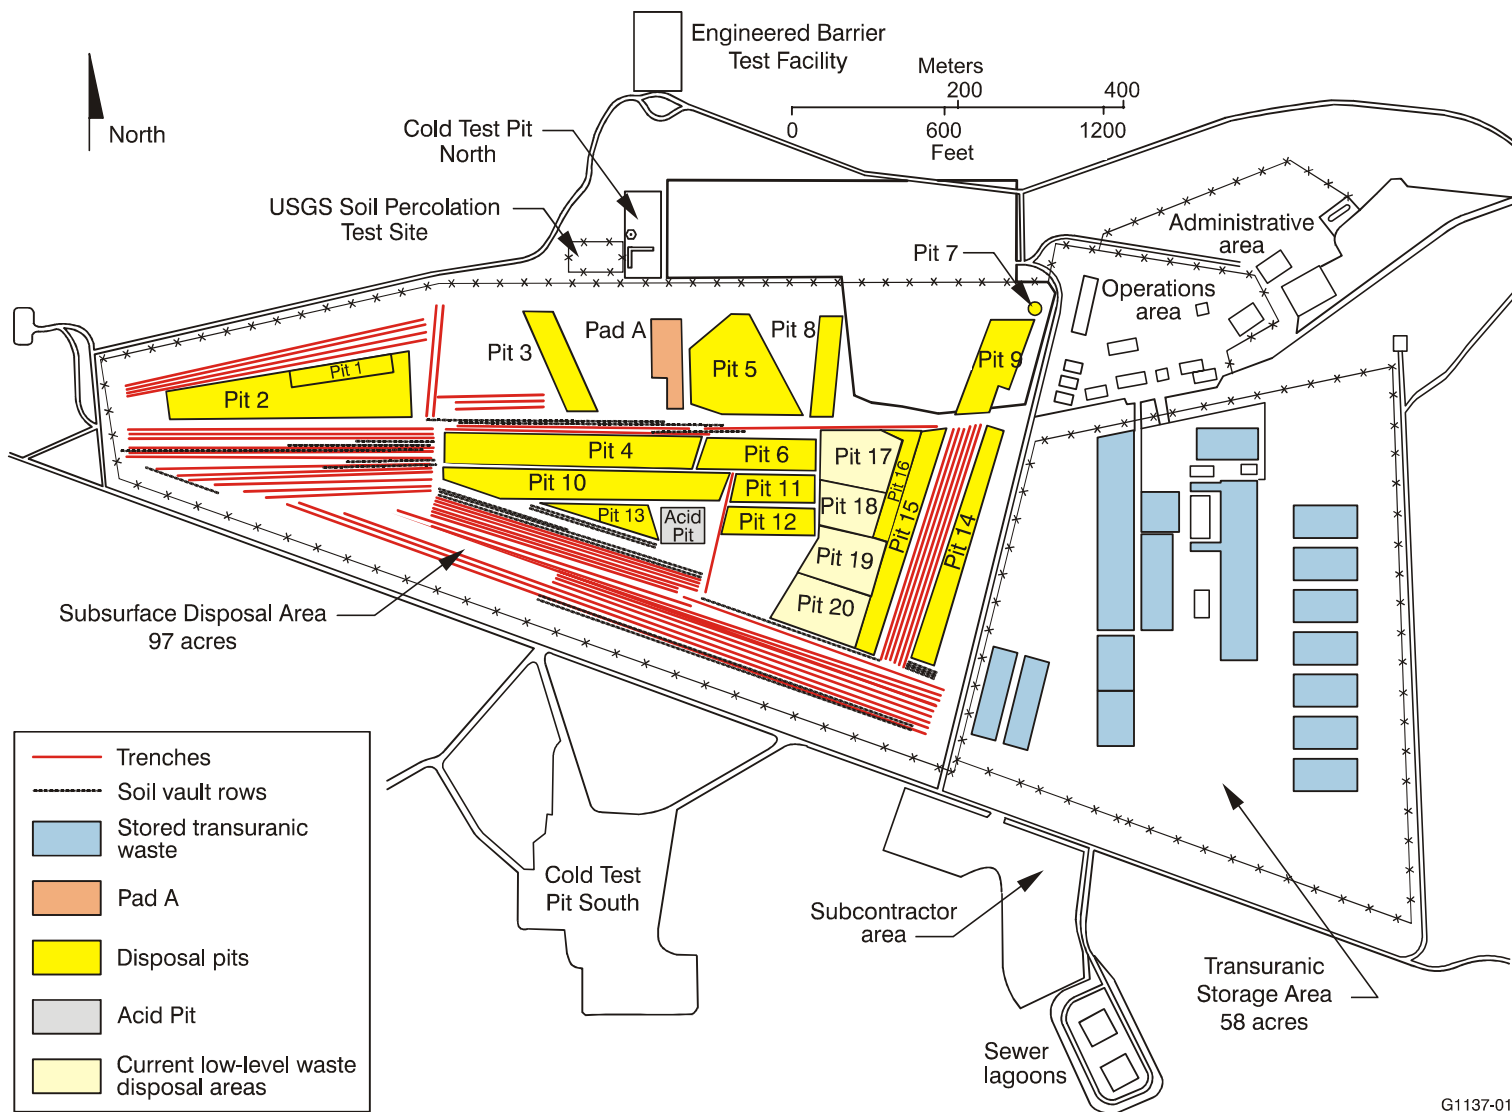 Engineered Barrier
Test Facility
Meters
200
400
0
600
1200
Feet
North
Cold Test Pit
North
USGS Soil Percolation
Test Site
Administrative
area
Pit 7
Operations
area
Pit 3
Pad A
Pit 5
Pit 8
Pit 9
Pit 1
Pit 2
Pit 4
Pit 6
Pit 17
Pit 16
Pit 10
Pit 11
Pit 18
Pit 13
Acid
Pit
Pit 12
Pit 15
Pit 14
Pit 19
Pit 20
Subsurface Disposal Area
97 acres
Trenches
Soil vault rows
Stored transuranic
waste
Pad A
Disposal pits
Acid Pit
Current low-level waste
disposal areas
Cold Test
Pit South
Subcontractor
area
Transuranic
Storage Area
58 acres
Sewer
lagoons
G1137-01